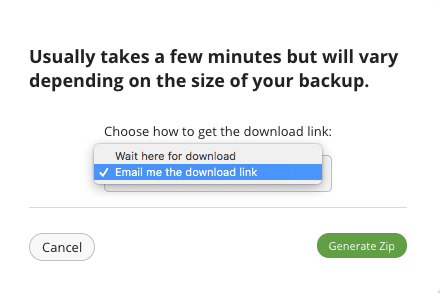 Usually takes a few minutes but will vary
depending on the size of your backup.
Choose how to get the download link:
Wait here for download
✓ Email me the download link
Cancel
Generate Zip